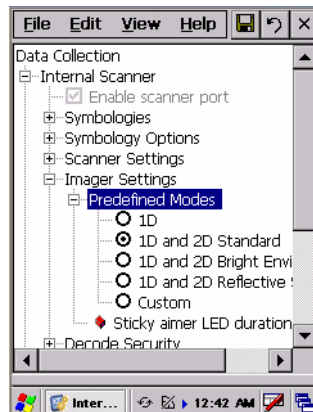 File Edit View Help
Data Collection
Internal Scanner
Enable scanner port
Symbologies
Symbology Options
Scanner Settings
Imager Settings
Predefined Modes
1D
1D and 2D Standard
1D and 2D Bright Envi
1D and 2D Reflective
Custom
Sticky aimer LED duration
Decode Security
Inter... 12:42 AM